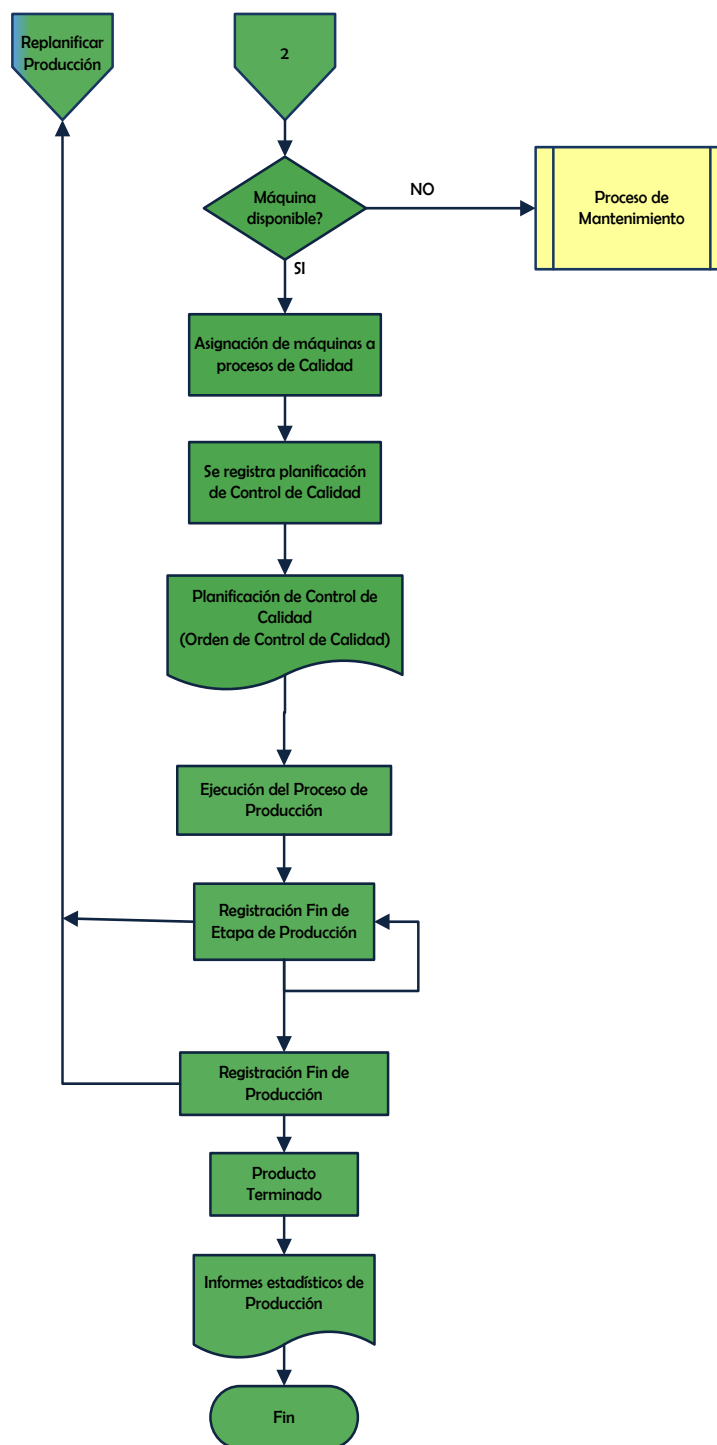 Replanificar
Producción
2
Máquina
disponible?
NO
SI
Proceso de
Mantenimiento
Asignación de máquinas a
procesos de Calidad
Se registra planificación
de Control de Calidad
Planificación de Control de
Calidad
(Orden de Control de Calidad)
Ejecución del Proceso de
Producción
Registración Fin de
Etapa de Producción
Registración Fin de
Producción
Producto
Terminado
Informes estadísticos de
Producción
Fin